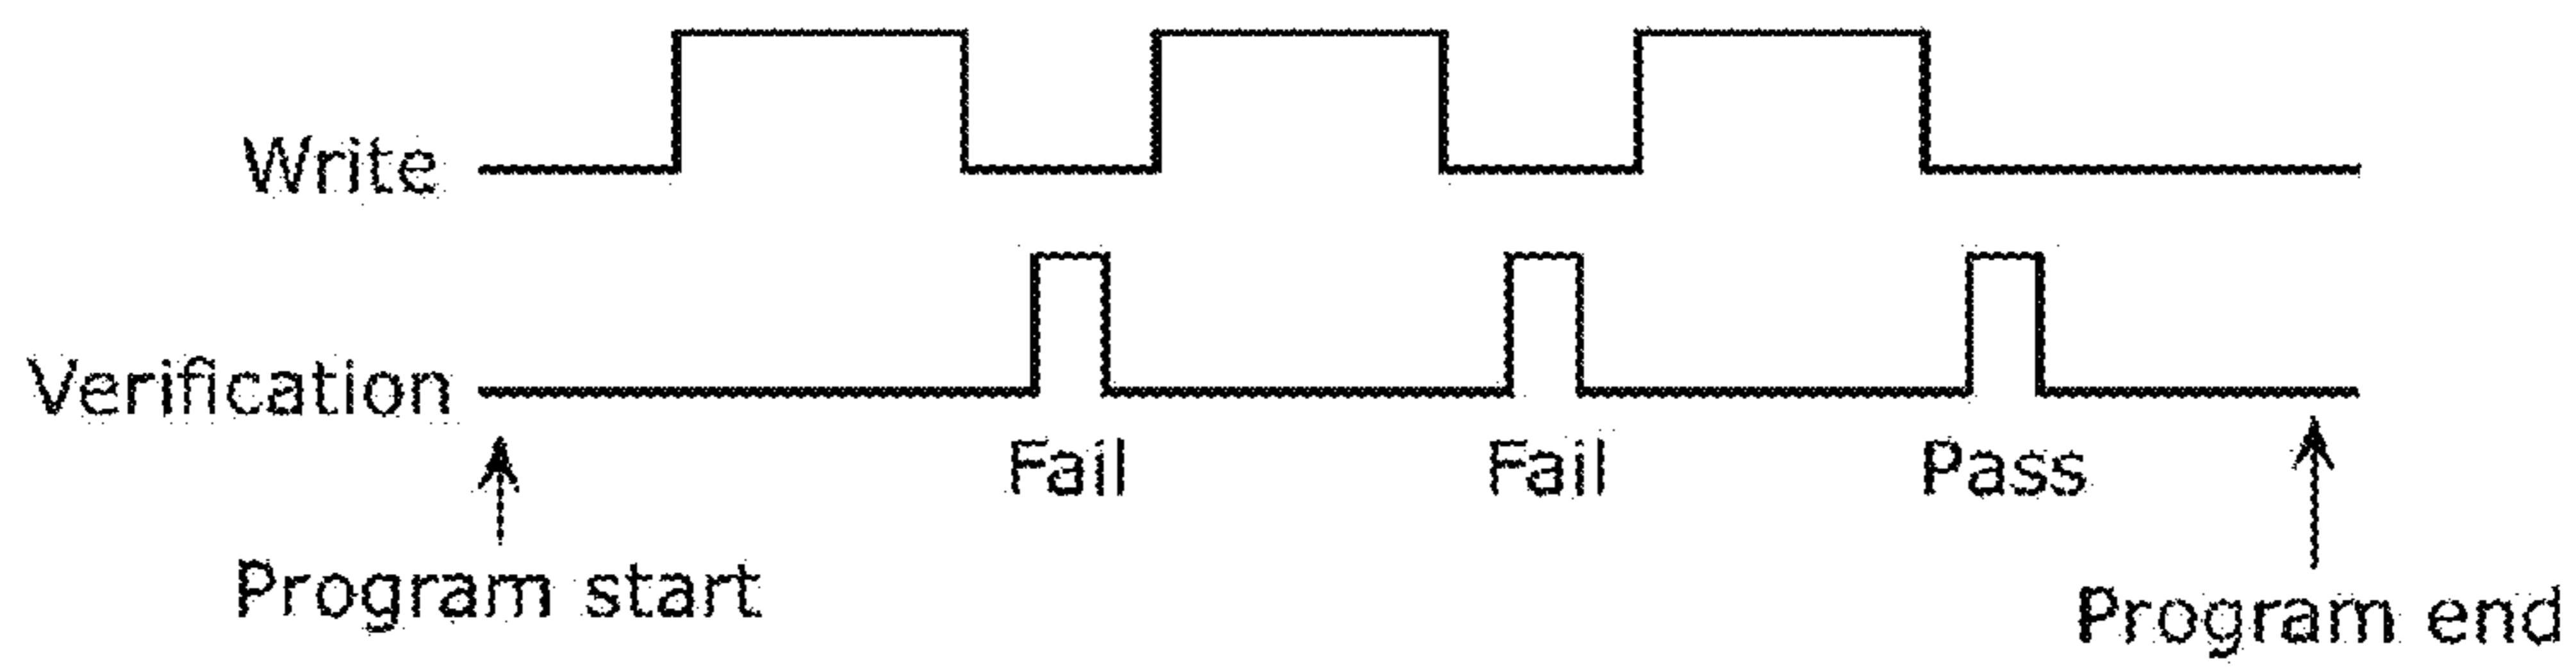 Write
Verification
Fail Fail Pass
Program start
Program end